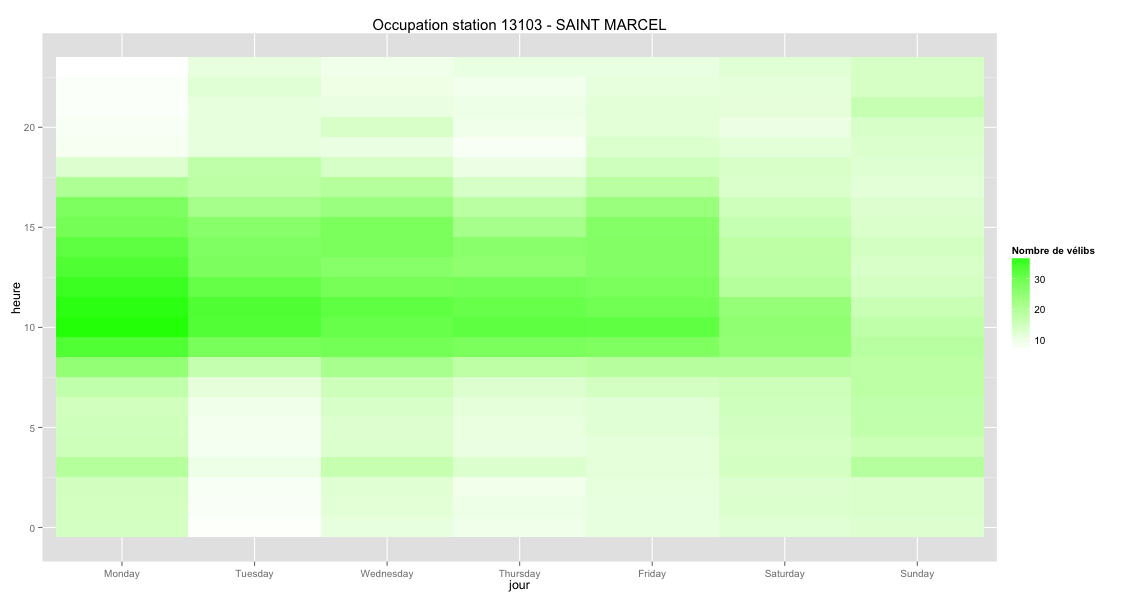 Occupation station 13103 - SAINT MARCEL
heure
20
15
10
5
0
Monday Tuesday Wednesday Thursday Friday Saturday Sunday
jour
Nombre de vélibs
30
20
10